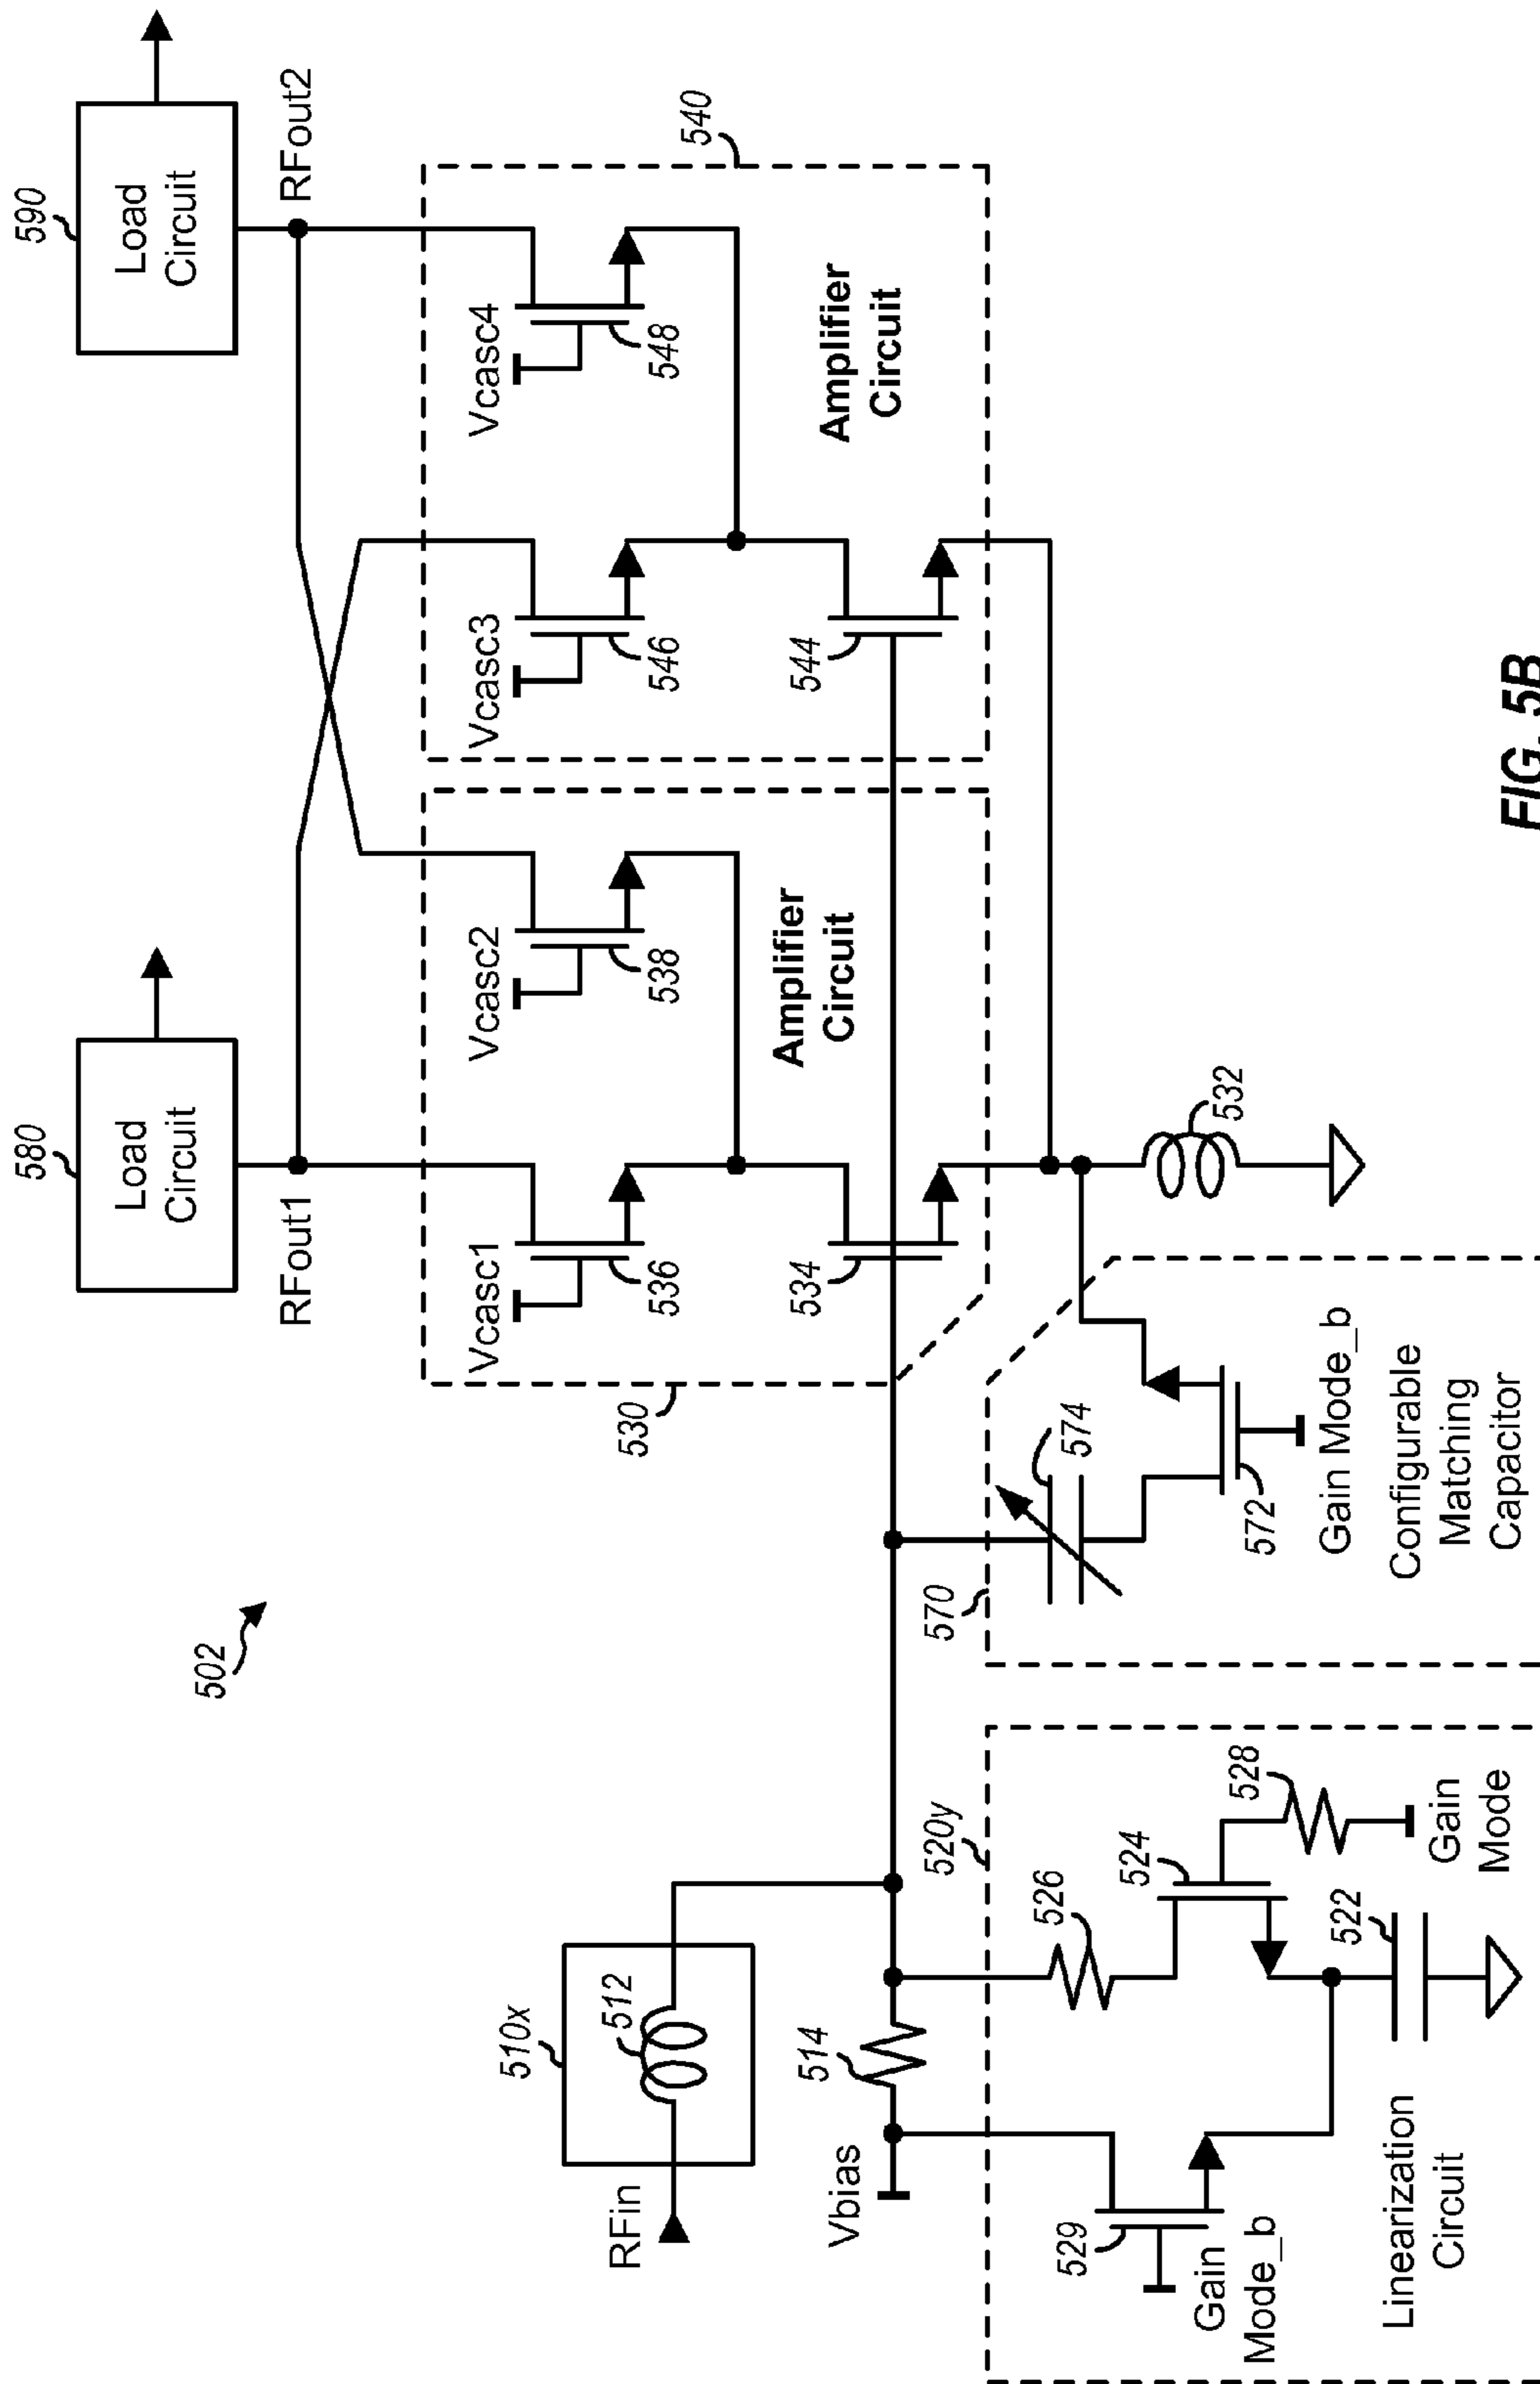 502
580
Load
Circuit
590
Load
Circuit
RFout1
RFout2
Vcasc1
536
Vcasc2
538
Vcasc3
546
Vcasc4
548
540
530
534
Amplifier
Circuit
544
Amplifier
Circuit
510x
512
RFin
514
Vbias
520y
526
524
528
Gain
Mode
522
529
Gain
Mode_b
Linearization
Circuit
570
574
572
Gain Mode_b
Configurable
Matching
Capacitor
532
FIG. 5B